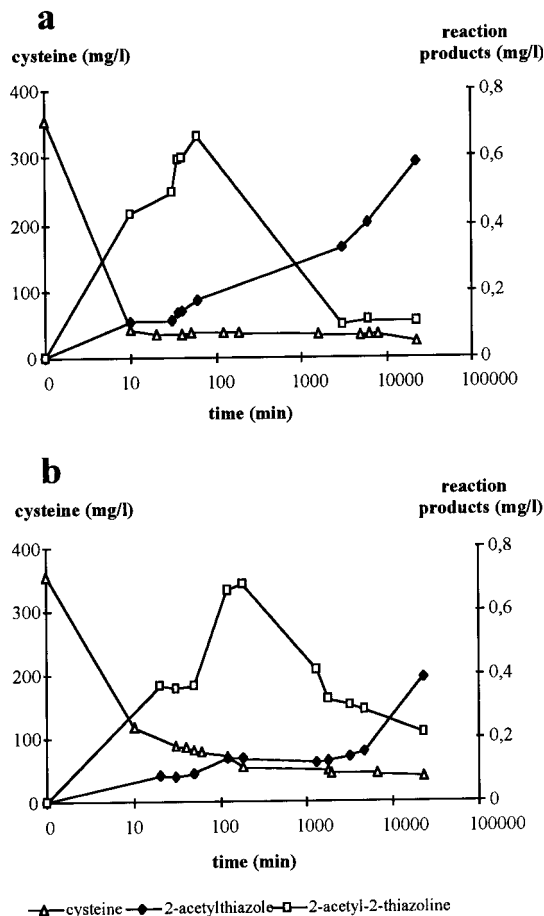 a
cysteine (mg/l)
reaction
products (mg/l)
400
300
200
100
0
0,8
0,6
0,4
0,2
0
0 10 100 1000 10000 100000
time (min)
b
cysteine (mg/l)
reaction
products (mg/l)
400
300
200
100
0
0,8
0,6
0,4
0,2
0
0 10 100 1000 10000 100000
time (min)
cysteine 2-acetylthiazole 2-acetyl-2-thiazoline